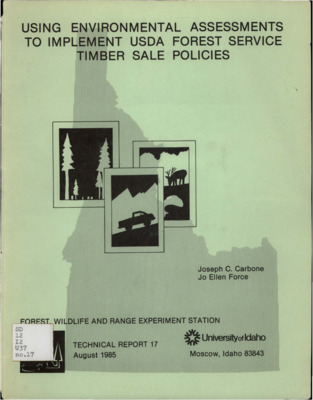 USING ENVIRONMENTAL ASSESSMENTS
TO IMPLEMENT USDA FOREST SERVICE
TIMBER SALE POLICIES
Joseph C. Carbone
Jo Ellen Force
FOREST, WILDLIFE AND RANGE EXPERIMENT STATION
SD
12
I2
W37
no.17
TECHNICAL REPORT 17
August 1985
University of Idaho
Moscow, Idaho 83843